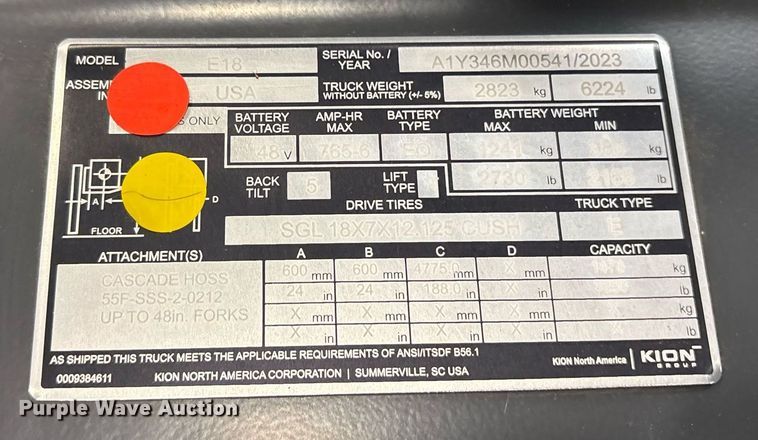 MODEL E18 SERIAL No./ YEAR A1Y346M00541/2023
USA TRUCK WEIGHT WITHOUT BATTERY (+/- 5%) 2823 kg 6224 lb
ONLY BATTERY VOLTAGE AMP-HR MAX BATTERY TYPE BATTERY WEIGHT
MAX MIN
48 V 765-6 kg kg
BACK TILT 5 LIFT TYPE 2730 lb lb
A D DRIVE TIRES TRUCK TYPE
FLOOR SGL 18X7X12.125 CUSH E
ATTACHMENT(S) A B C D CAPACITY
CASCADE HOSS 600 mm 600 mm 4775.0 mm X mm kg
55F-SSS-2-0212 24 in 24 in 188.0 in X in lb
UP TO 48in. FORKS X mm X mm X mm X mm kg
X in X in X in X in lb
AS SHIPPED THIS TRUCK MEETS THE APPLICABLE REQUIREMENTS OF ANSI/ITSDF B56.1
0009384611 KION NORTH AMERICA CORPORATION | SUMMERVILLE, SC USA
KION North America | KION GROUP
Purple Wave Auction